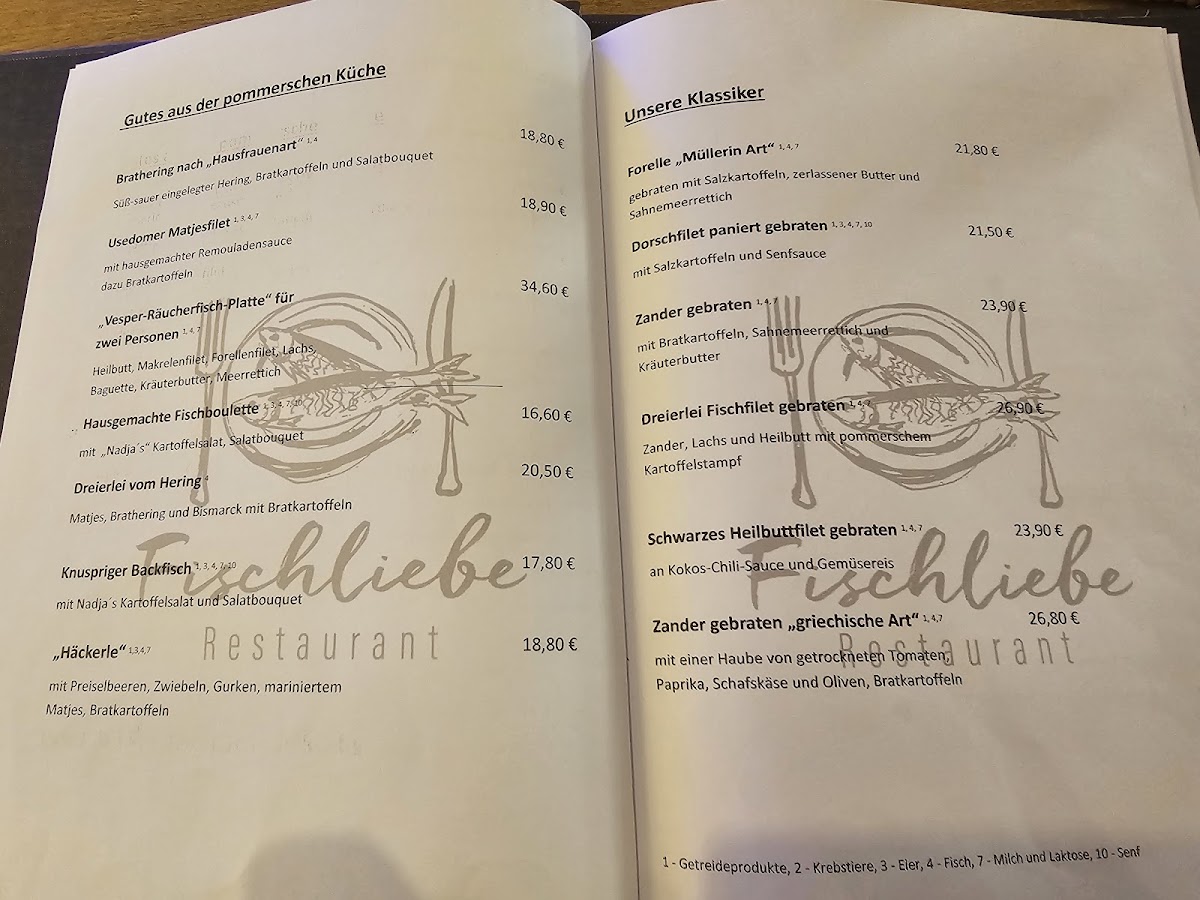 Gutes aus der pommerschen Küche
Brathering nach „Hausfrauenart“ 1, 4 18,80 €
Süß-sauer eingelegter Hering, Bratkartoffeln und Salatbouquet
Usedomer Matjesfilet 1, 3, 4, 7 18,90 €
mit hausgemachter Remouladensauce
dazu Bratkartoffeln
„Vesper-Räucherfisch-Platte“ für 34,60 €
zwei Personen 1, 4, 7
Heilbutt, Makrelenfilet, Forellenfilet, Lachs,
Baguette, Kräuterbutter, Meerrettich
Hausgemachte Fischboulette 1, 3, 4, 7, 10 16,60 €
mit „Nadja´s“ Kartoffelsalat, Salatbouquet
Dreierlei vom Hering 4 20,50 €
Matjes, Brathering und Bismarck mit Bratkartoffeln
Knuspriger Backfisch 1, 3, 4, 7, 10 17,80 €
mit Nadja´s Kartoffelsalat und Salatbouquet
„Häckerle“ 1,3,4,7 18,80 €
mit Preiselbeeren, Zwiebeln, Gurken, mariniertem
Matjes, Bratkartoffeln
Fischliebe
Restaurant
Unsere Klassiker
Forelle „Müllerin Art“ 1, 4, 7 21,80 €
gebraten mit Salzkartoffeln, zerlassener Butter und
Sahnemeerrettich
Dorschfilet paniert gebraten 1, 3, 4, 7, 10 21,50 €
mit Salzkartoffeln und Senfsauce
Zander gebraten 1, 4, 7 23,90 €
mit Bratkartoffeln, Sahnemeerrettich und
Kräuterbutter
Dreierlei Fischfilet gebraten 1, 4, 7 26,90 €
Zander, Lachs und Heilbutt mit pommerschem
Kartoffelstampf
Schwarzes Heilbuttfilet gebraten 1, 4, 7 23,90 €
an Kokos-Chili-Sauce und Gemüsereis
Zander gebraten „griechische Art“ 1, 4, 7 26,80 €
mit einer Haube von getrockneten Tomaten,
Paprika, Schafskäse und Oliven, Bratkartoffeln
Fischliebe
Restaurant
1 - Getreideprodukte, 2 - Krebstiere, 3 - Eier, 4 - Fisch, 7 - Milch und Laktose, 10 - Senf